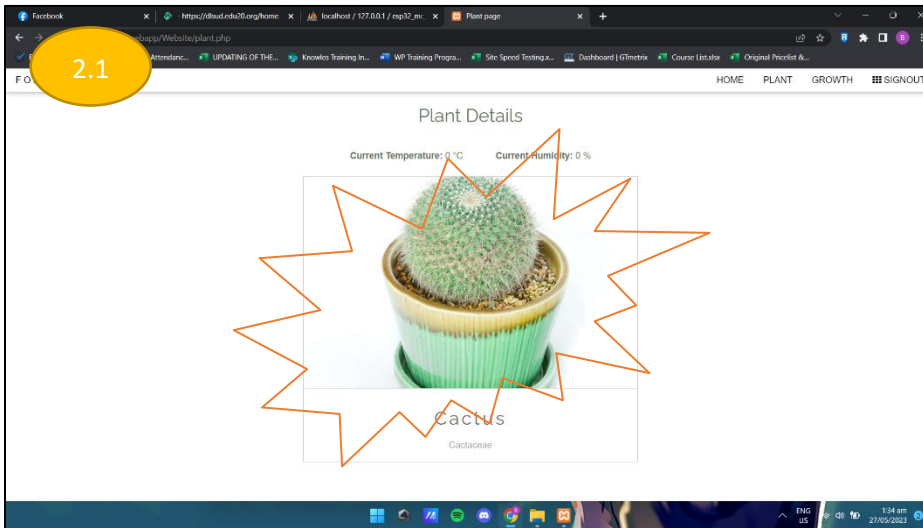 Facebook
https://dlsud.edu20.org/home
localhost / 127.0.0.1 / esp32_mc
Plant page
ebapp/Website/plant.php
Attendanc...
UPDATING OF THE...
Knowles Training In...
WP Training Progra...
Site Speed Testing.x...
Dashboard | GTmetrix
Course List.xlsx
Original Pricelist &...
2.1
F O
HOME
PLANT
GROWTH
SIGNOUT
Plant Details
Current Temperature: 0 °C
Current Humidity: 0 %
Cactus
Cactaceae
ENG
US
1:34 am
27/05/2023